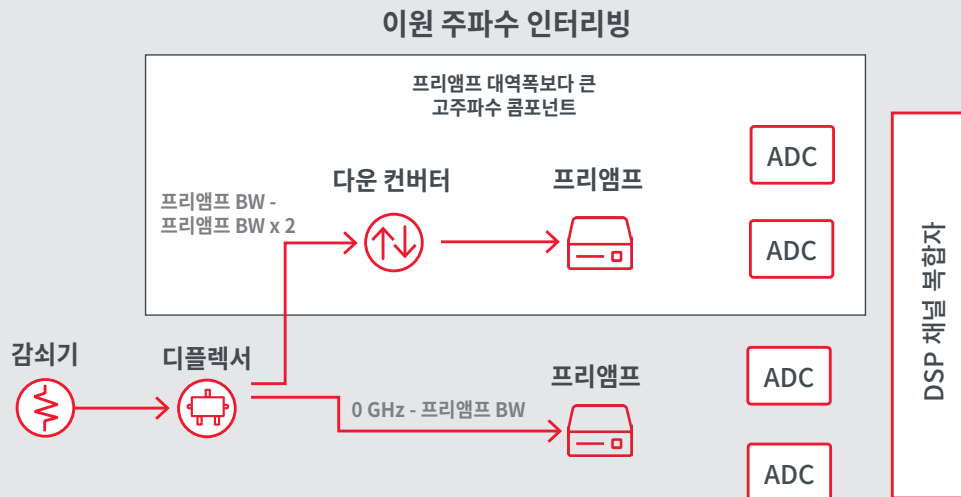 이원 주파수 인터리빙
프리앰프 대역폭보다 큰
고주파수 콤포넌트
ADC
다운 컨버터
프리앰프
프리앰프 BW -
프리앰프 BW x 2
ADC
DSP 채널 복합자
감쇠기
디플렉서
프리앰프
ADC
0 GHz - 프리앰프 BW
ADC